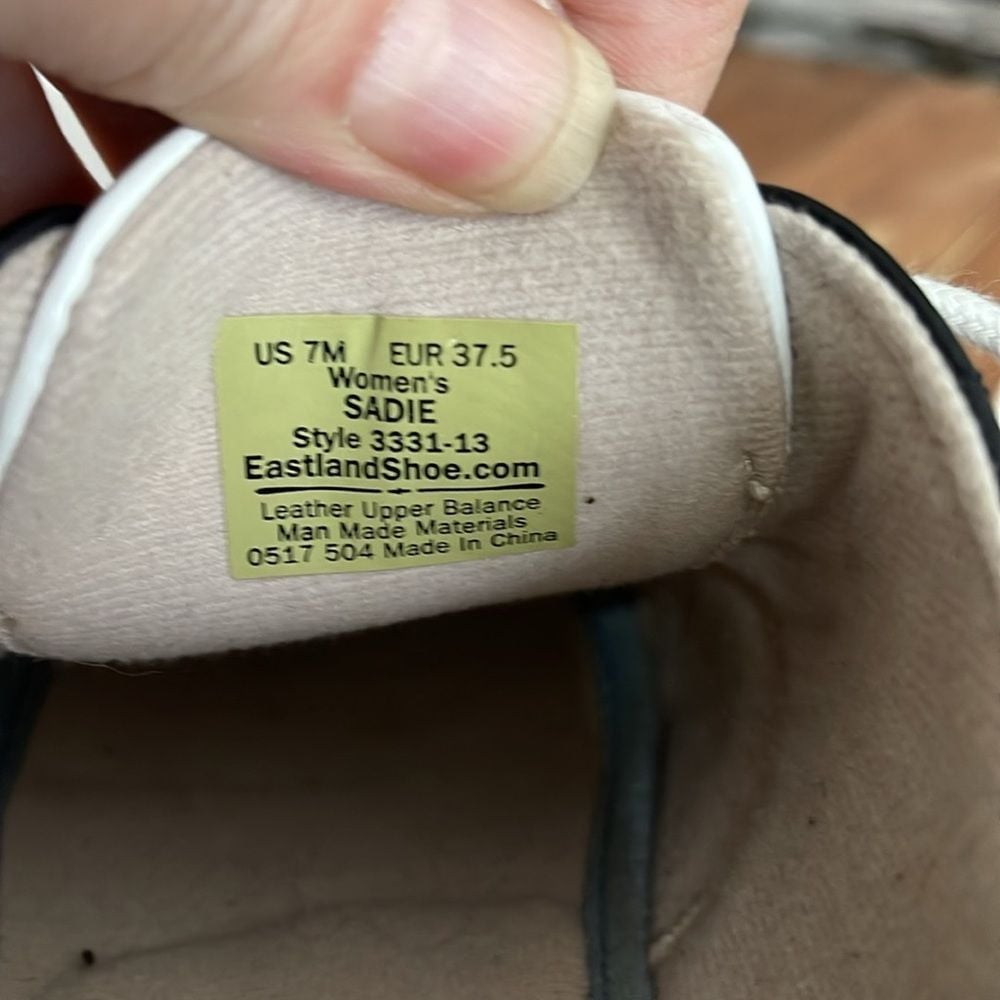 US 7M EUR 37.5
Women's
SADIE
Style 3331-13
EastlandShoe.com
Leather Upper Balance
Man Made Materials
0517 504 Made In China